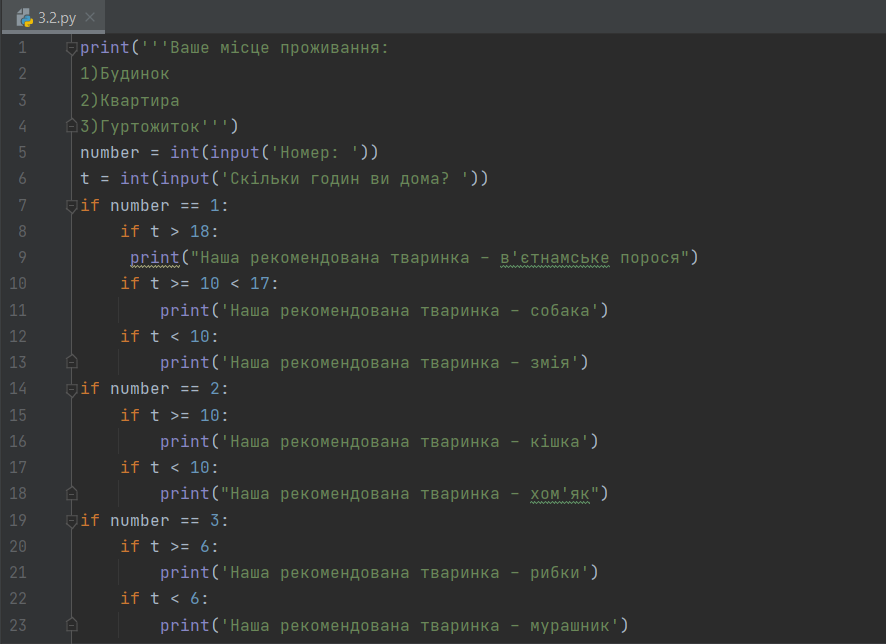 3.2.py
1 print('''Ваше місце проживання:
2 1)Будинок
3 2)Квартира
4 3)Гуртожиток''')
5 number = int(input('Номер: '))
6 t = int(input('Скільки годин ви дома? '))
7 if number == 1:
8     if t > 18:
9      print("Наша рекомендована тваринка – в'єтнамське порося")
10     if t >= 10 < 17:
11         print('Наша рекомендована тваринка – собака')
12     if t < 10:
13         print('Наша рекомендована тваринка – змія')
14 if number == 2:
15     if t >= 10:
16         print('Наша рекомендована тваринка – кішка')
17     if t < 10:
18         print("Наша рекомендована тваринка – хом'як")
19 if number == 3:
20     if t >= 6:
21         print('Наша рекомендована тваринка – рибки')
22     if t < 6:
23         print('Наша рекомендована тваринка – мурашник')